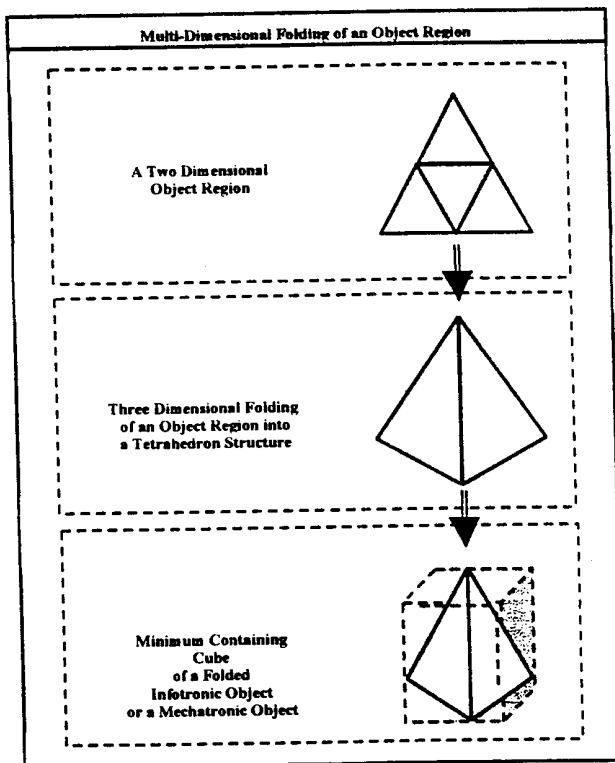 Multi-Dimensional Folding of an Object Region
A Two Dimensional
Object Region
Three Dimensional Folding
of an Object Region into
a Tetrahedron Structure
Minimum Containing
Cube
of a Folded
Infotronic Object
or a Mechatronic Object